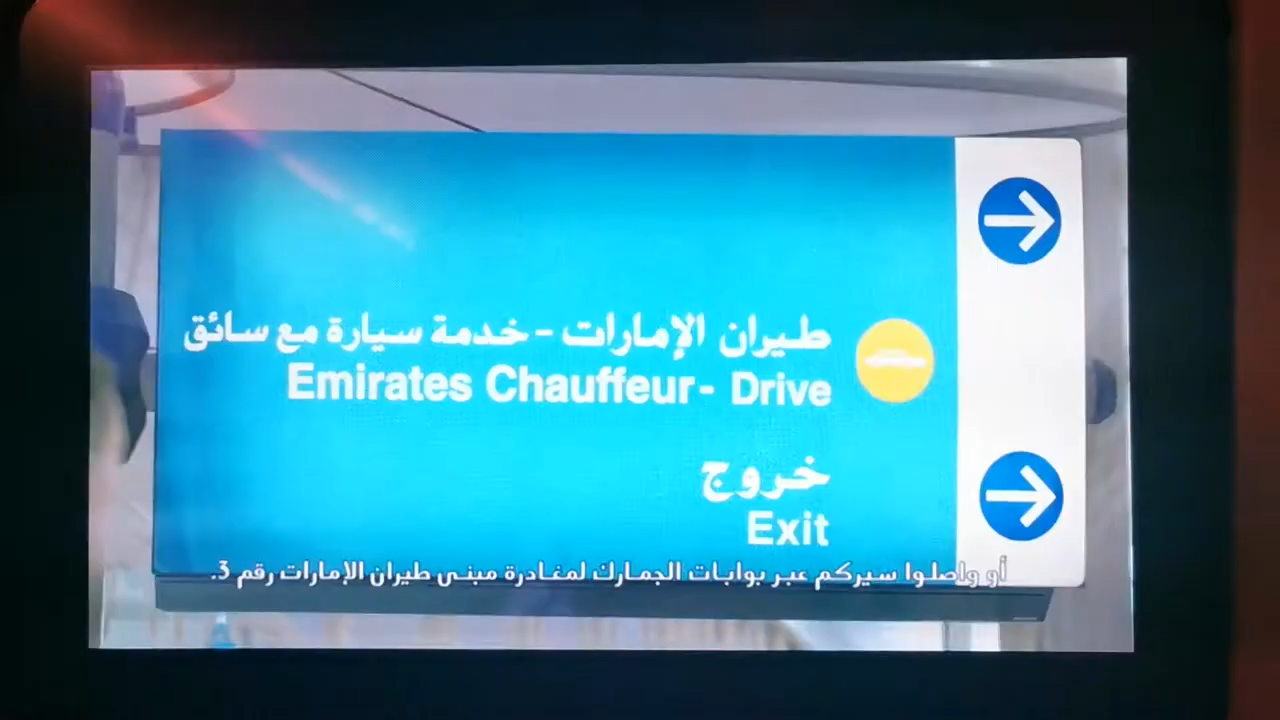 طيران الإمارات - خدمة سيارة مع سائق
Emirates Chauffeur- Drive
خروج
Exit
أو واصلوا سيركم عبر بوابات الجمارك لمغادرة مبنى طيران الإمارات رقم 3.